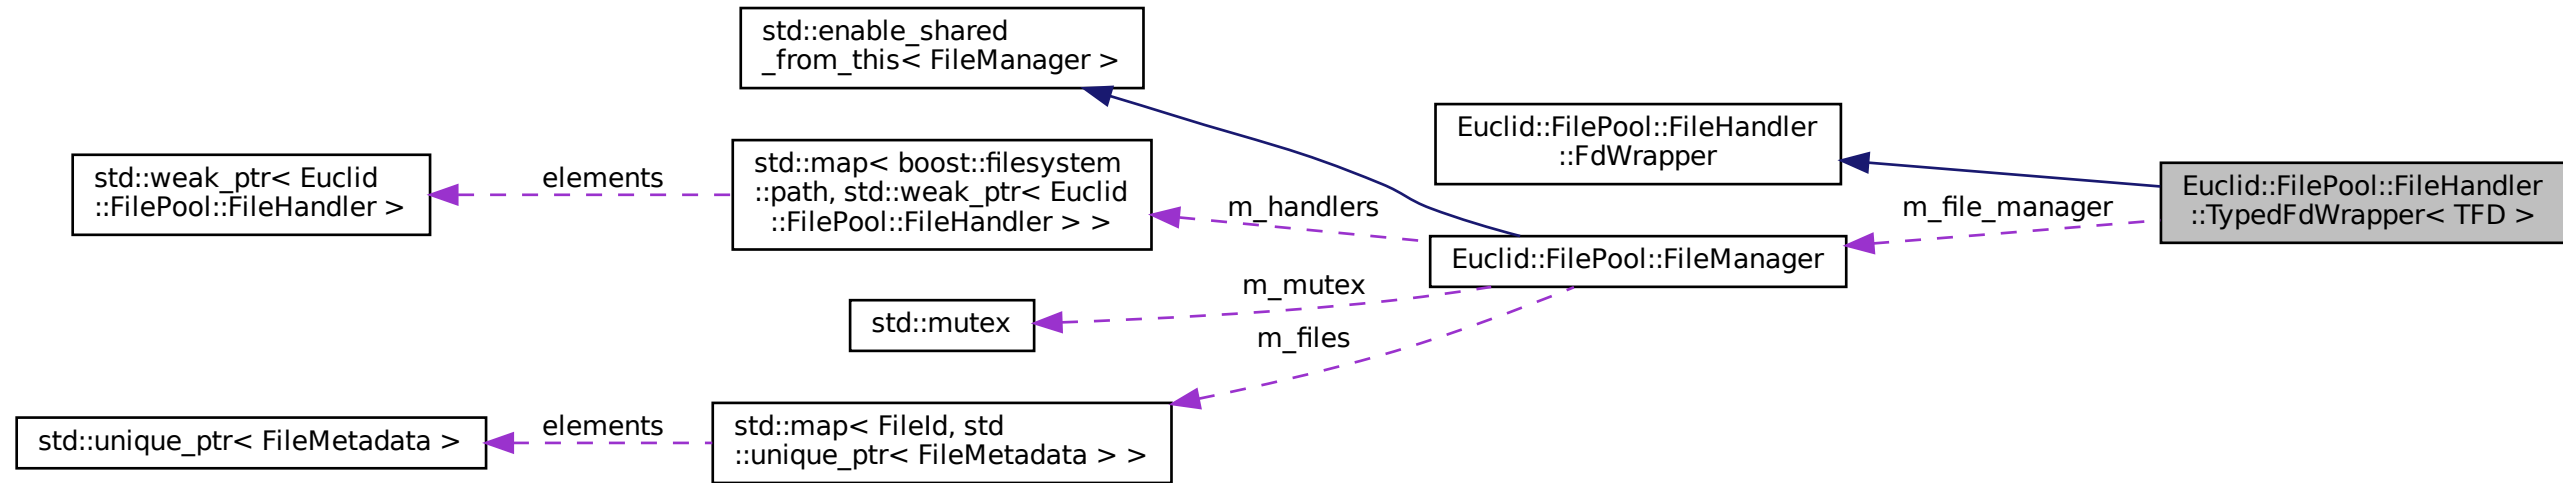 std::enable_shared
_from_this< FileManager >
Euclid::FilePool::FileHandler
::FdWrapper
std::weak_ptr< Euclid
::FilePool::FileHandler >
elements
std::map< boost::filesystem
::path, std::weak_ptr< Euclid
::FilePool::FileHandler > >
m_handlers
Euclid::FilePool::FileManager
m_file_manager
Euclid::FilePool::FileHandler
::TypedFdWrapper< TFD >
m_mutex
std::mutex
m_files
std::unique_ptr< FileMetadata >
elements
std::map< FileId, std
::unique_ptr< FileMetadata > >